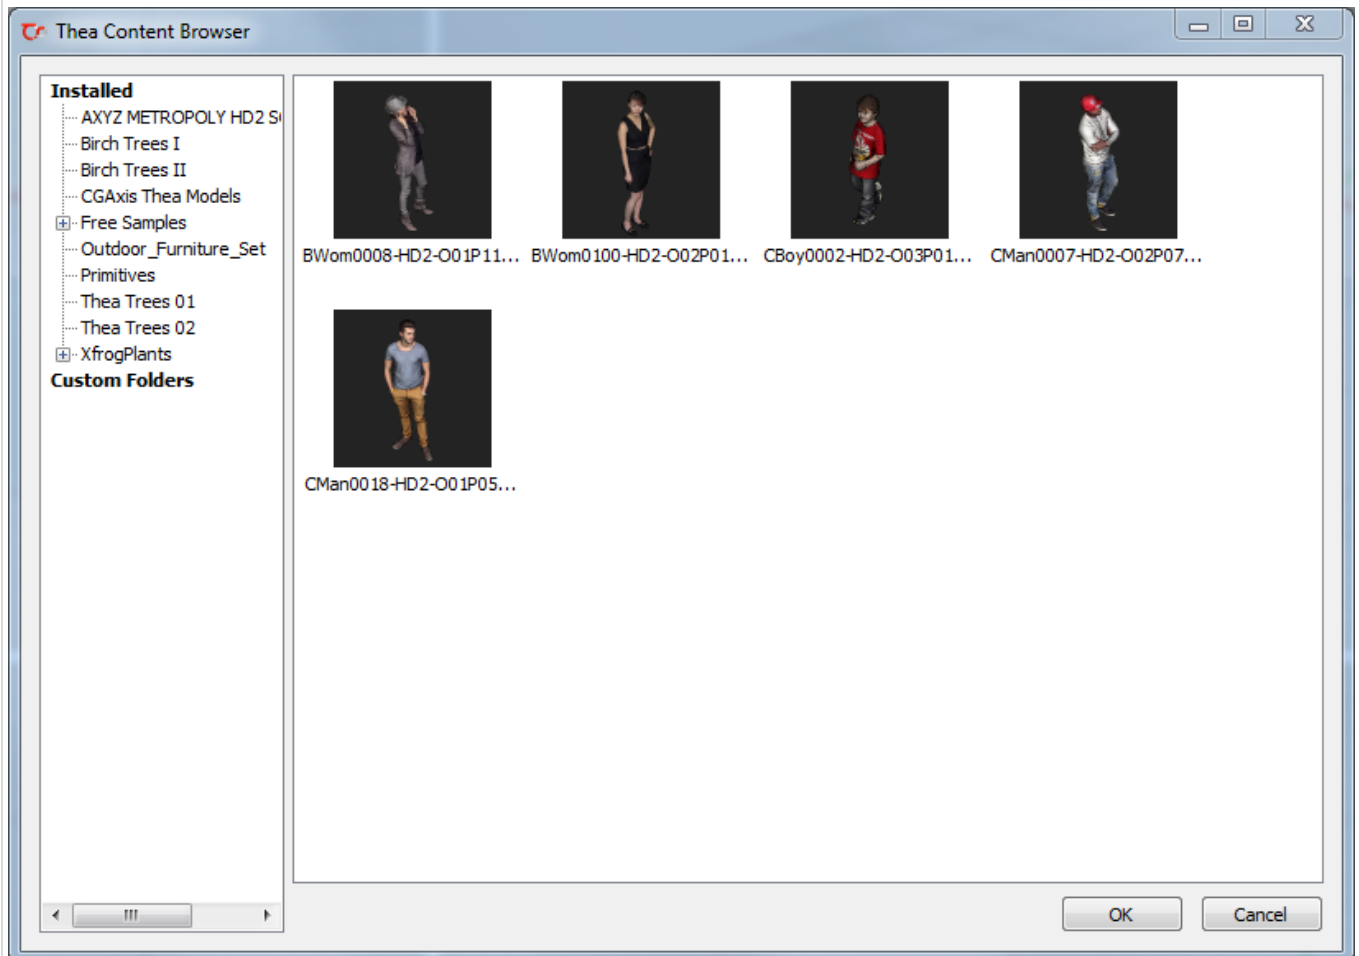 Thea Content Browser
Installed
AXYZ METROPOLY HD2
Birch Trees I
Birch Trees II
CGAxis Thea Models
Free Samples
Outdoor_Furniture_Set
Primitives
Thea Trees 01
Thea Trees 02
XfrogPlants
Custom Folders
BWom0008-HD2-O01P11... BWom0100-HD2-O02P01... CBoy0002-HD2-O03P01... CMan0007-HD2-O02P07...
CMan0018-HD2-O01P05...
OK Cancel